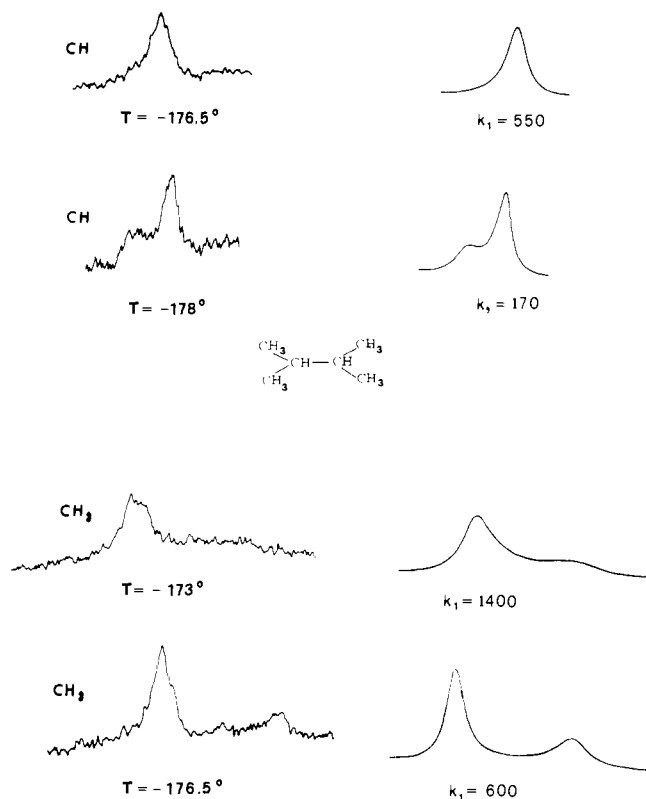 CH
T = -176.5°
k₁ = 550
CH
T = -178°
k, = 170
CH₃ CH₃
CH — CH
CH₃ CH₃
CH₃
T = - 173°
k₁ = 1400
CH₃
T = -176.5°
k₁ = 600